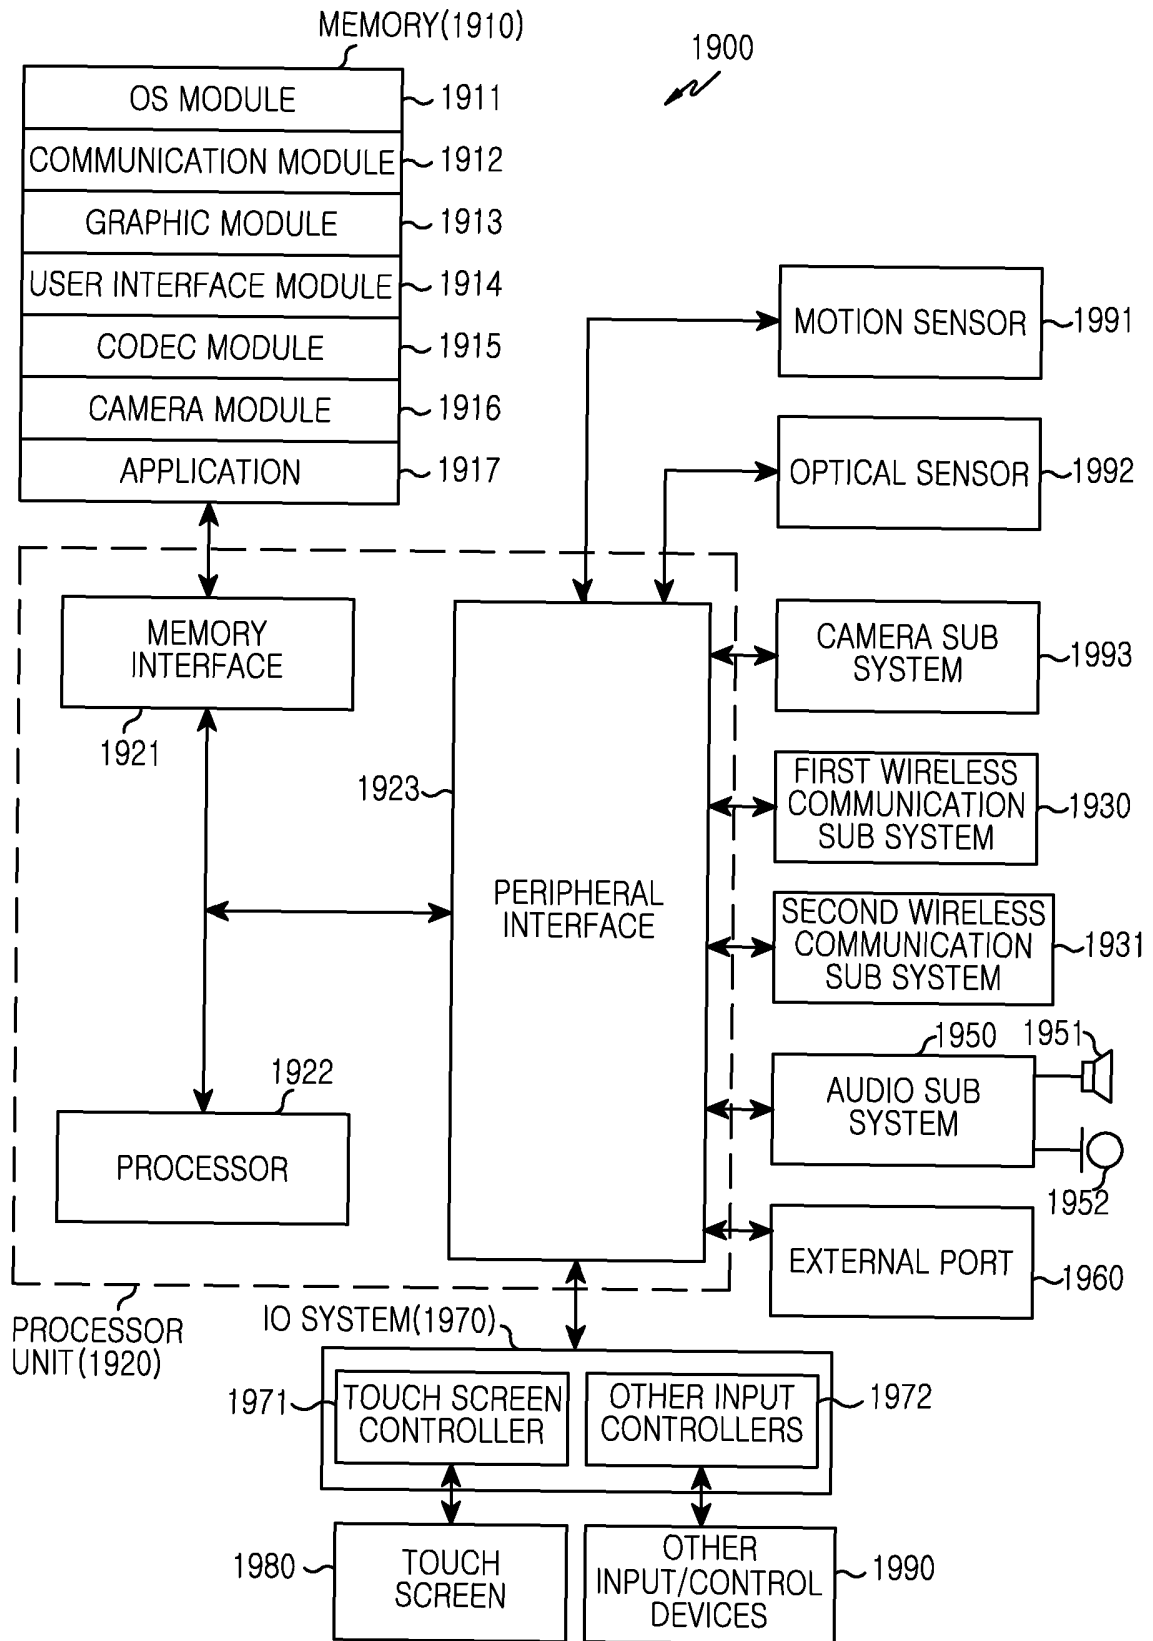 MEMORY(1910)
1900
OS MODULE
1911
COMMUNICATION MODULE
1912
GRAPHIC MODULE
1913
USER INTERFACE MODULE
1914
CODEC MODULE
1915
CAMERA MODULE
1916
APPLICATION
1917
MOTION SENSOR
1991
OPTICAL SENSOR
1992
MEMORY
INTERFACE
1921
CAMERA SUB
SYSTEM
1993
1923
FIRST WIRELESS
COMMUNICATION
SUB SYSTEM
1930
PERIPHERAL
INTERFACE
SECOND WIRELESS
COMMUNICATION
SUB SYSTEM
1931
1950
1951
AUDIO SUB
SYSTEM
1952
1922
PROCESSOR
EXTERNAL PORT
1960
PROCESSOR
UNIT(1920)
IO SYSTEM(1970)
1971
TOUCH SCREEN
CONTROLLER
OTHER INPUT
CONTROLLERS
1972
1980
TOUCH
SCREEN
OTHER
INPUT/CONTROL
DEVICES
1990